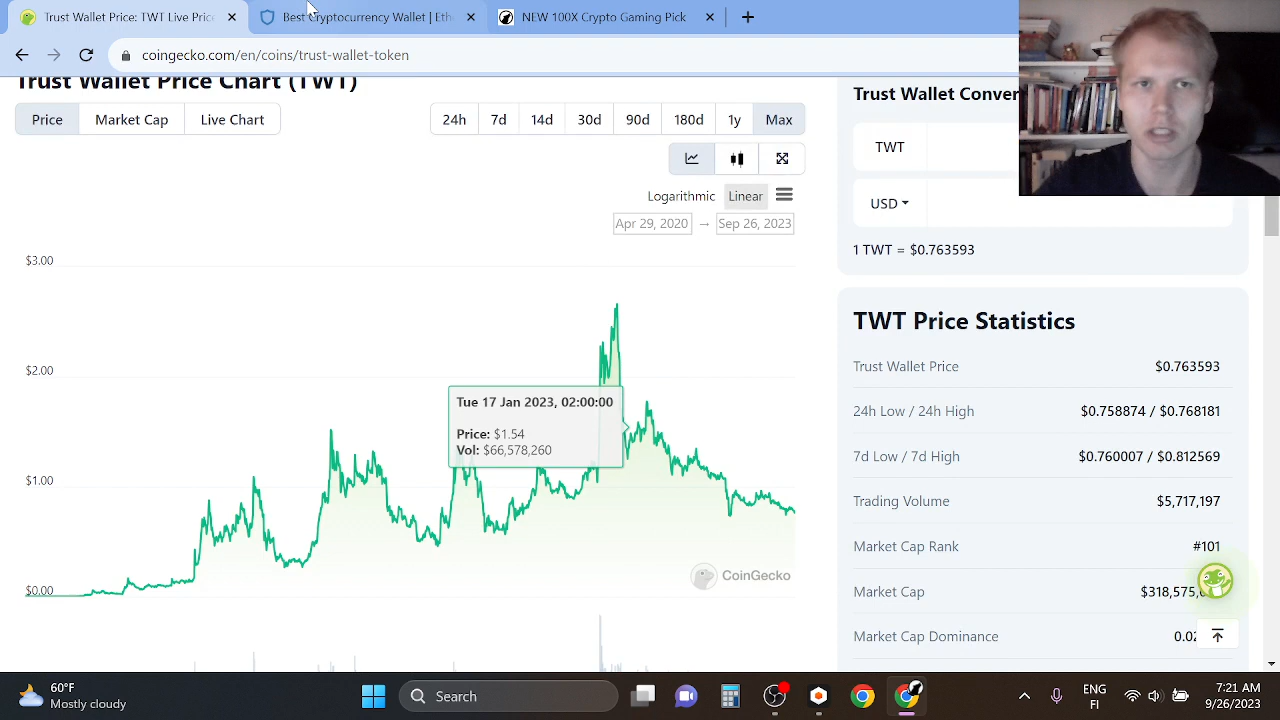 Trust Wallet
Trust Wallet | Best Crypto Wallet | Eth
NEW 100X Crypto Gaming Pick
coingecko.com/en/coins/trust-wallet-token
Trust Wallet Price Chart (TWT)
Price Market Cap Live Chart
24h 7d 14d 30d 90d 180d 1y Max
Logarithmic Linear
Apr 29, 2020 → Sep 26, 2023
$3.00
$2.00
$1.00
$0.00
Tue 17 Jan 2023, 02:00:00
Price: $1.54
Vol: $66,578,260
CoinGecko
Trust Wallet Conver
TWT
USD
1 TWT = $0.763593
TWT Price Statistics
Trust Wallet Price $0.763593
24h Low / 24h High $0.758874 / $0.768181
7d Low / 7d High $0.760007 / $0.812569
Trading Volume $5,717,197
Market Cap Rank #101
Market Cap $318,575,
Market Cap Dominance 0.02
60°F
Mostly cloudy
Search
ENG
FI
7:21 AM
9/26/2023